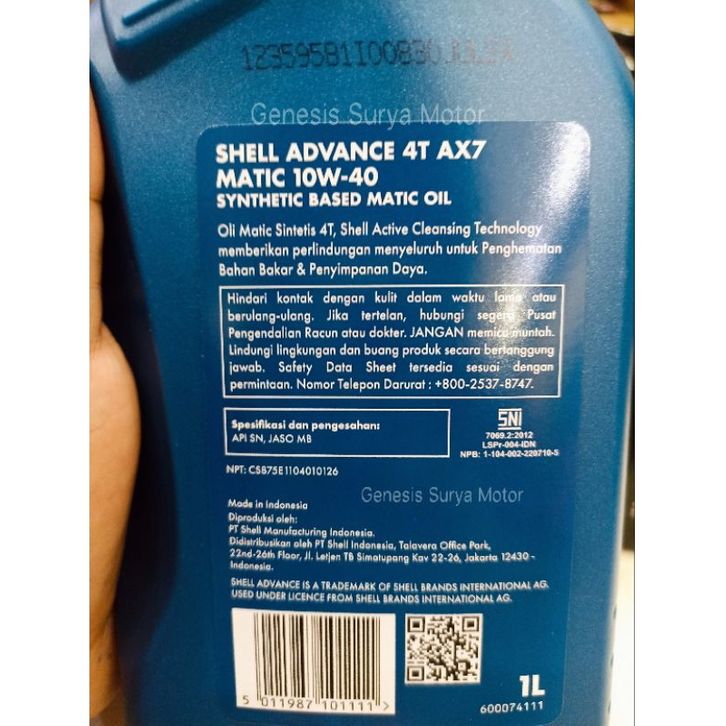 12359581I00830
Genesis Surya Motor
SHELL ADVANCE 4T AX7
MATIC 10W-40
SYNTHETIC BASED MATIC OIL
Oli Matic Sintetis 4T, Shell Active Cleansing Technology
memberikan perlindungan menyeluruh untuk Penghematan
Bahan Bakar & Penyimpanan Daya.
Hindari kontak dengan kulit dalam waktu lama atau
berulang-ulang. Jika tertelan, hubungi segera Pusat
Pengendalian Racun atau dokter. JANGAN memicu muntah.
Lindungi lingkungan dan buang produk secara bertanggung
jawab. Safety Data Sheet tersedia sesuai dengan
permintaan. Nomor Telepon Darurat : +800-2537-8747.
Spesifikasi dan pengesahan:
API SN, JASO MB
SNI
7069.2:2012
LSPr-004-IDN
NPB: 1-104-002-220710-5
NPT: CS875E1104010126
Genesis Surya Motor
Made in Indonesia
Diproduksi oleh:
PT Shell Manufacturing Indonesia.
Didistribusikan oleh PT Shell Indonesia, Talavera Office Park,
22nd-26th Floor, Jl. Letjen TB Simatupang Kav 22-26, Jakarta 12430 -
Indonesia.
SHELL ADVANCE IS A TRADEMARK OF SHELL BRANDS INTERNATIONAL AG.
USED UNDER LICENCE FROM SHELL BRANDS INTERNATIONAL AG.
5 011987 101111 >
1L
600074111